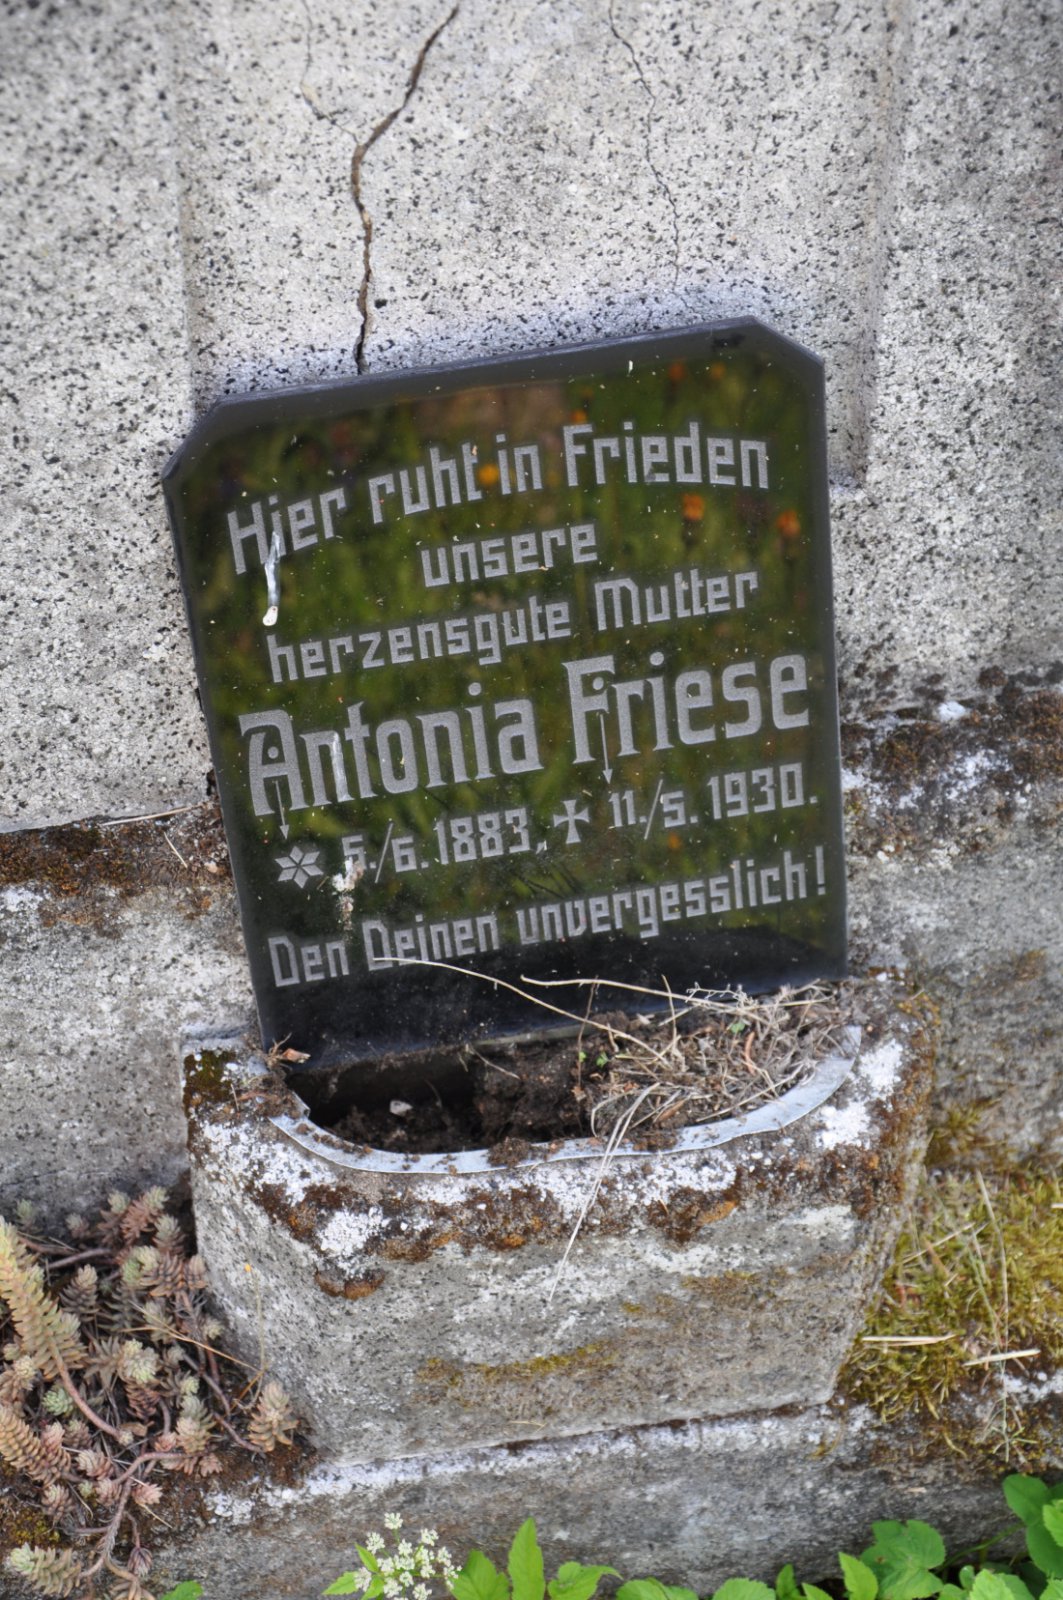 Hier ruht in Frieden
unsere
herzensgute Mutter
Antonia Friese
* 5./6. 1883, ✠ 11./5. 1930.
Den Deinen unvergesslich!